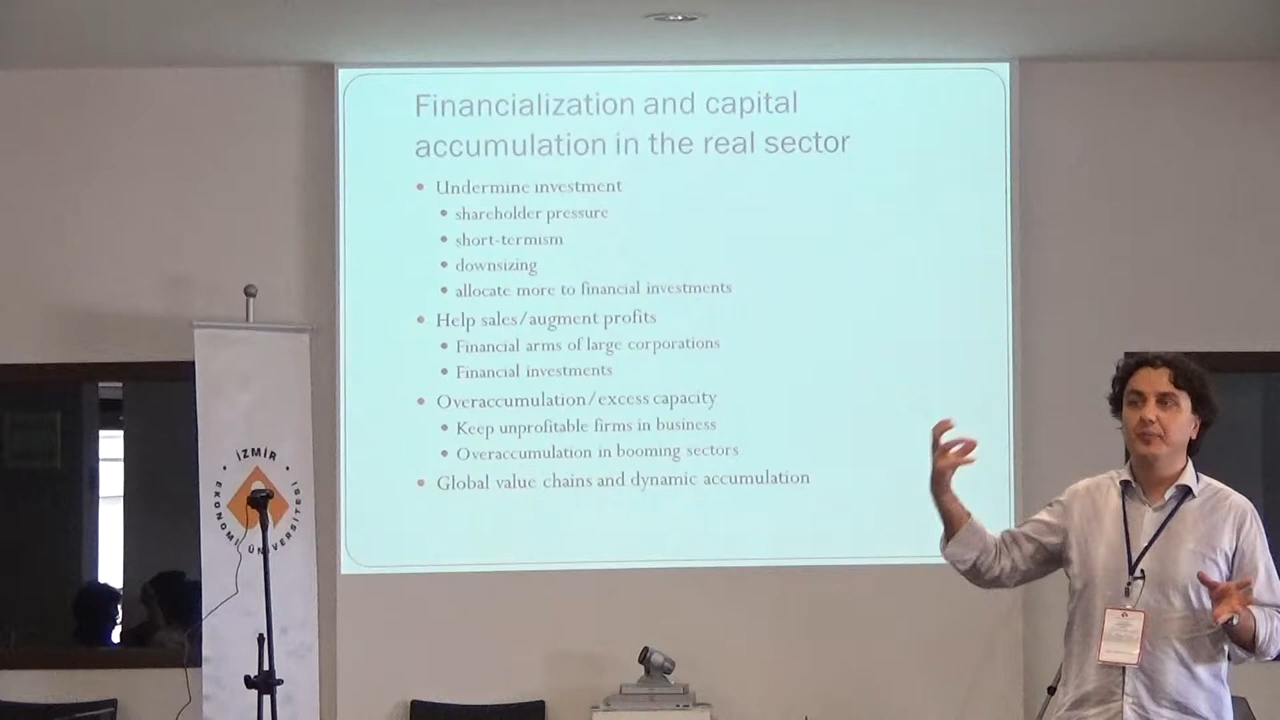 Financialization and capital
accumulation in the real sector
• Undermine investment
• shareholder pressure
• short-termism
• downsizing
• allocate more to financial investments
• Help sales/augment profits
• Financial arms of large corporations
• Financial investments
• Overaccumulation/excess capacity
• Keep unprofitable firms in business
• Overaccumulation in booming sectors
• Global value chains and dynamic accumulation
• İZMİR •
EKONOMİ ÜNİVERSİTESİ